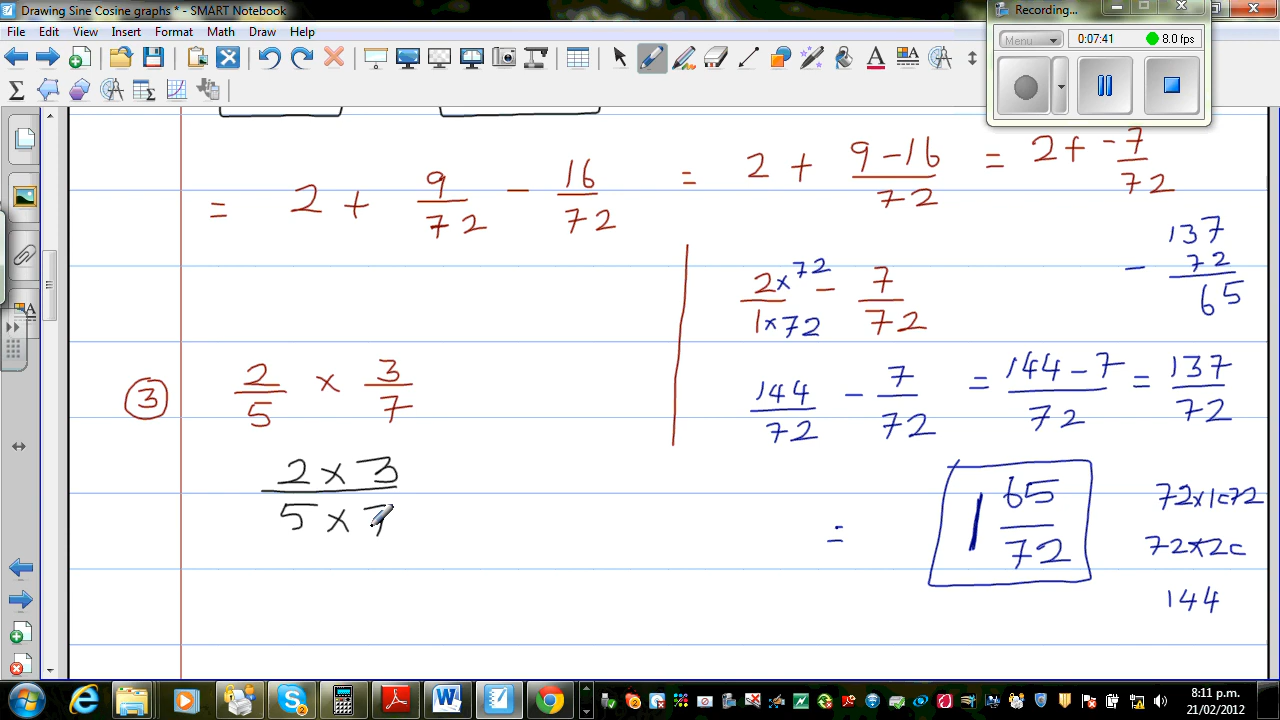 Drawing Sine Cosine graphs * - SMART Notebook
File Edit View Insert Format Math Draw Help
Recording...
Menu 0:07:41 8.0 fps
= 2 + 9/72 - 16/72 = 2 + (9-16)/72 = 2 + -7/72
137
- 72
65
2×72/1×72 - 7/72
③ 2/5 × 3/7
2 × 3
5 × 7
144/72 - 7/72 = (144-7)/72 = 137/72
= 1 65/72
72×1=72
72×2=
144
8:11 p.m.
21/02/2012